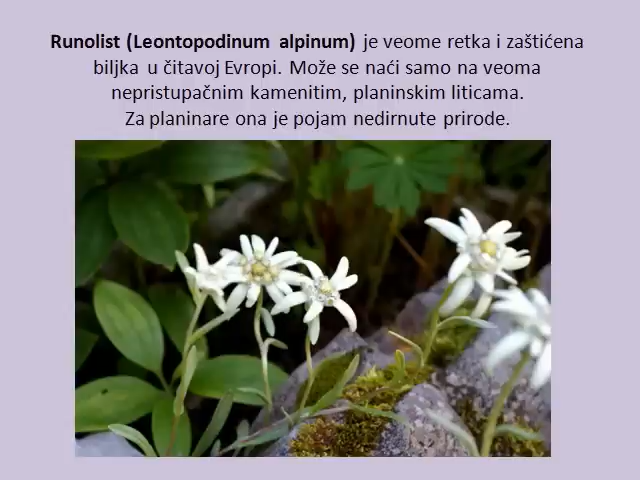 Runolist (Leontopodinum alpinum) je veome retka i zaštićena
biljka u čitavoj Evropi. Može se naći samo na veoma
nepristupačnim kamenitim, planinskim liticama.
Za planinare ona je pojam nedirnute prirode.